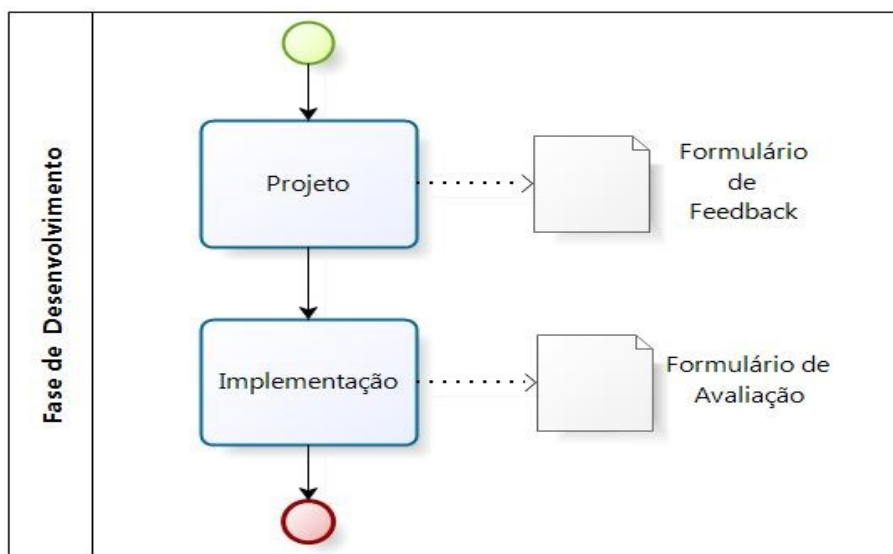 Fase de Desenvolvimento
Projeto
Formulário
de
Feedback
Implementação
Formulário de
Avaliação